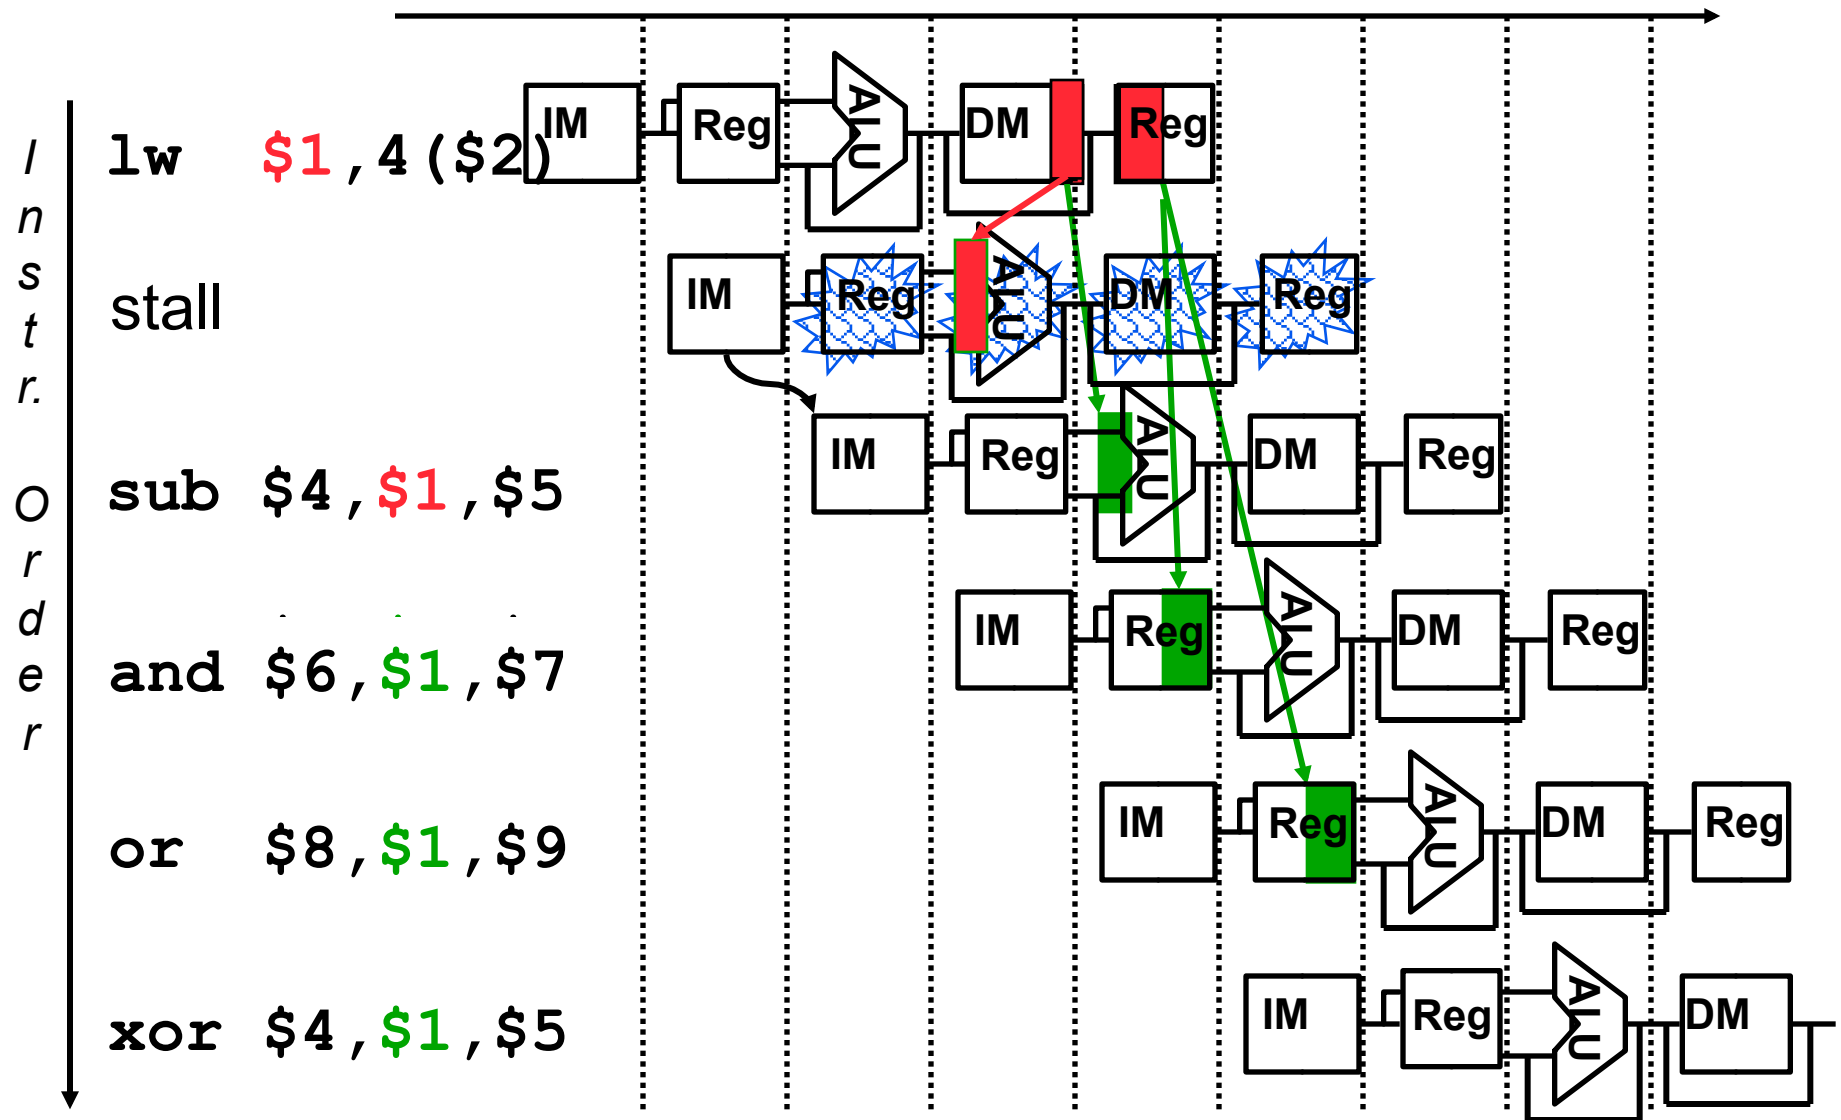 Instr. Order
lw $1,4($2) IM Reg ALU DM Reg
stall IM Reg ALU DM Reg
sub $4,$1,$5 IM Reg ALU DM Reg
and $6,$1,$7 IM Reg ALU DM Reg
or $8,$1,$9 IM Reg ALU DM Reg
xor $4,$1,$5 IM Reg ALU DM